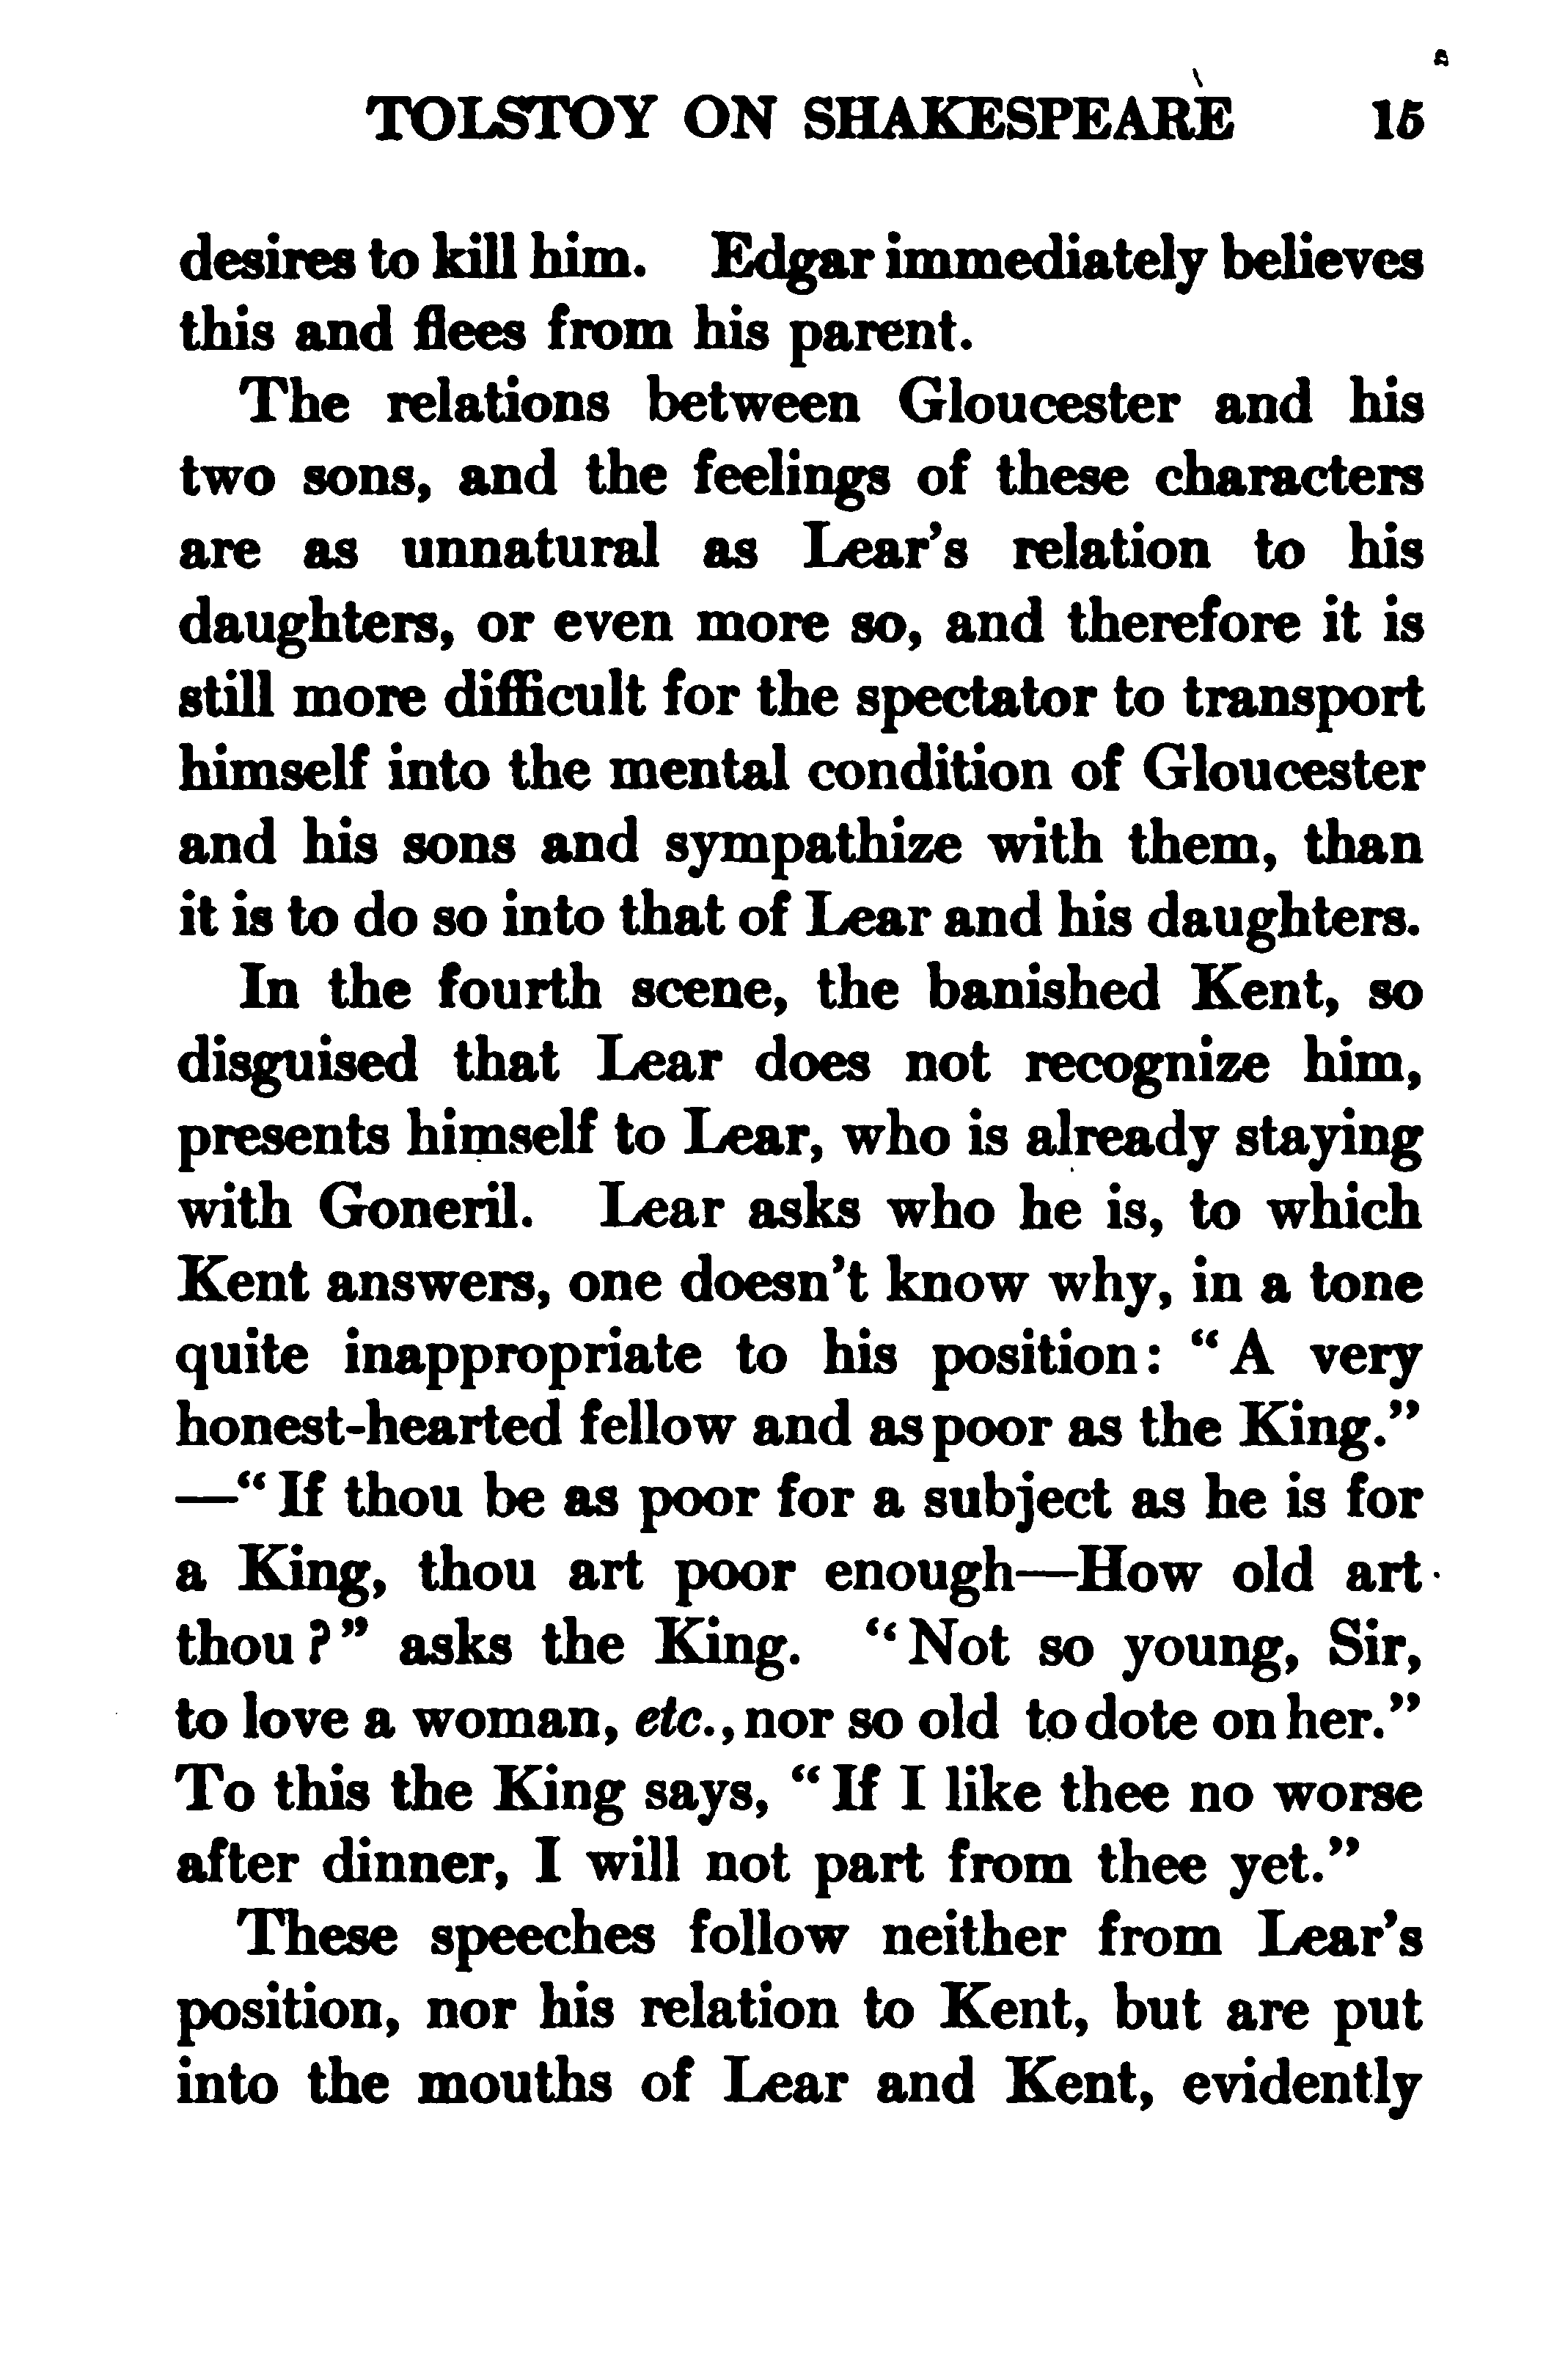 TOLSTOY ON SHAKESPEARE 15
desires to kill him. Edgar immediately believes
this and flees from his parent.
The relations between Gloucester and his
two sons, and the feelings of these characters
are as unnatural as Lear's relation to his
daughters, or even more so, and therefore it is
still more difficult for the spectator to transport
himself into the mental condition of Gloucester
and his sons and sympathize with them, than
it is to do so into that of Lear and his daughters.
In the fourth scene, the banished Kent, so
disguised that Lear does not recognize him,
presents himself to Lear, who is already staying
with Goneril. Lear asks who he is, to which
Kent answers, one doesn't know why, in a tone
quite inappropriate to his position: "A very
honest-hearted fellow and as poor as the King."
—"If thou be as poor for a subject as he is for
a King, thou art poor enough—How old art
thou?" asks the King. "Not so young, Sir,
to love a woman, etc., nor so old to dote on her."
To this the King says, "If I like thee no worse
after dinner, I will not part from thee yet."
These speeches follow neither from Lear's
position, nor his relation to Kent, but are put
into the mouths of Lear and Kent, evidently